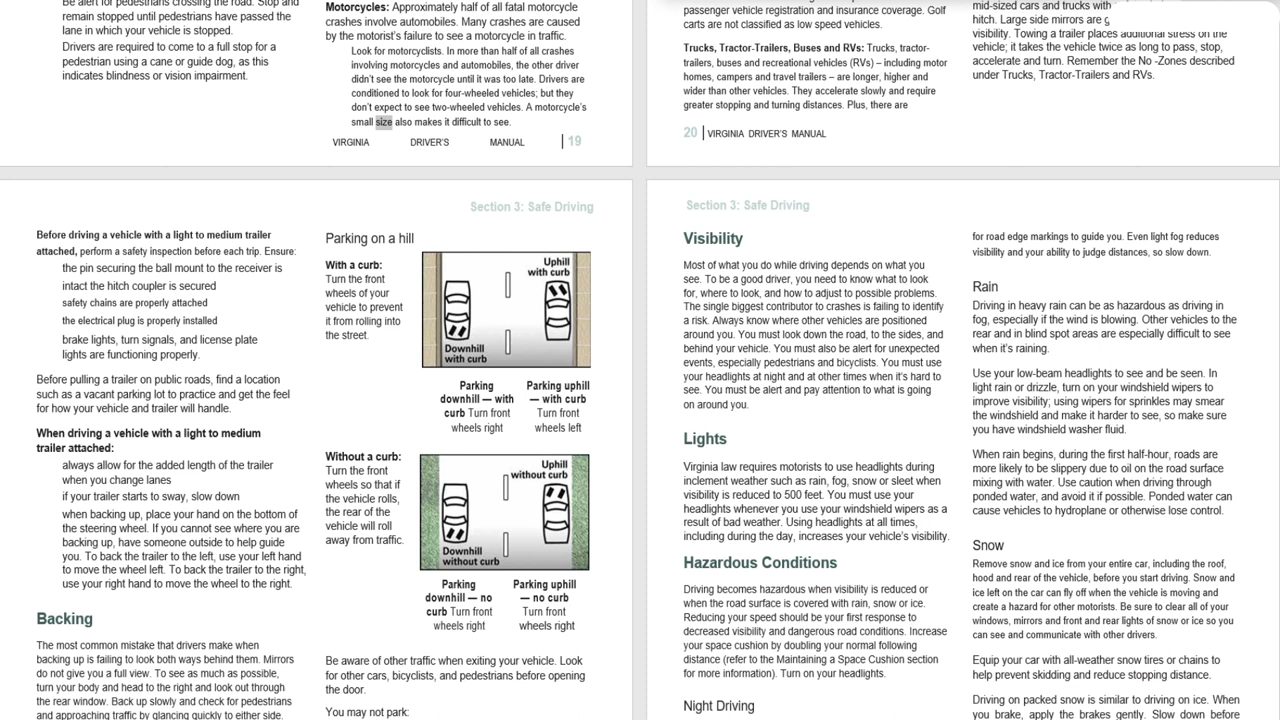 Be alert for pedestrians crossing the road. Stop and
remain stopped until pedestrians have passed the
lane in which your vehicle is stopped.
Drivers are required to come to a full stop for a
pedestrian using a cane or guide dog, as this
indicates blindness or vision impairment.
Motorcycles: Approximately half of all fatal motorcycle
crashes involve automobiles. Many crashes are caused
by the motorist's failure to see a motorcycle in traffic.
Look for motorcyclists. In more than half of all crashes
involving motorcycles and automobiles, the other driver
didn't see the motorcycle until it was too late. Drivers are
conditioned to look for four-wheeled vehicles; but they
don't expect to see two-wheeled vehicles. A motorcycle's
small size also makes it difficult to see.
VIRGINIA DRIVER'S MANUAL | 19
passenger vehicle registration and insurance coverage. Golf
carts are not classified as low speed vehicles.
Trucks, Tractor-Trailers, Buses and RVs: Trucks, tractor-
trailers, buses and recreational vehicles (RVs) – including motor
homes, campers and travel trailers – are longer, higher and
wider than other vehicles. They accelerate slowly and require
greater stopping and turning distances. Plus, there are
mid-sized cars and trucks with
hitch. Large side mirrors are
visibility. Towing a trailer places additional stress on the
vehicle; it takes the vehicle twice as long to pass, stop,
accelerate and turn. Remember the No -Zones described
under Trucks, Tractor-Trailers and RVs.
20 | VIRGINIA DRIVER'S MANUAL
Section 3: Safe Driving
Before driving a vehicle with a light to medium trailer
attached, perform a safety inspection before each trip. Ensure:
the pin securing the ball mount to the receiver is
intact the hitch coupler is secured
safety chains are properly attached
the electrical plug is properly installed
brake lights, turn signals, and license plate
lights are functioning properly.
Before pulling a trailer on public roads, find a location
such as a vacant parking lot to practice and get the feel
for how your vehicle and trailer will handle.
When driving a vehicle with a light to medium
trailer attached:
always allow for the added length of the trailer
when you change lanes
if your trailer starts to sway, slow down
when backing up, place your hand on the bottom of
the steering wheel. If you cannot see where you are
backing up, have someone outside to help guide
you. To back the trailer to the left, use your left hand
to move the wheel left. To back the trailer to the right,
use your right hand to move the wheel to the right.
Backing
The most common mistake that drivers make when
backing up is failing to look both ways behind them. Mirrors
do not give you a full view. To see as much as possible,
turn your body and head to the right and look out through
the rear window. Back up slowly and check for pedestrians
and approaching traffic by glancing quickly to either side.
Parking on a hill
With a curb:
Turn the front
wheels of your
vehicle to prevent
it from rolling into
the street.
Uphill
with curb
Downhill
with curb
Parking
downhill — with
curb Turn front
wheels right
Parking uphill
— with curb
Turn front
wheels left
Without a curb:
Turn the front
wheels so that if
the vehicle rolls,
the rear of the
vehicle will roll
away from traffic.
Uphill
without curb
Downhill
without curb
Parking
downhill — no
curb Turn front
wheels right
Parking uphill
— no curb
Turn front
wheels right
Be aware of other traffic when exiting your vehicle. Look
for other cars, bicyclists, and pedestrians before opening
the door.
You may not park:
Section 3: Safe Driving
Visibility
Most of what you do while driving depends on what you
see. To be a good driver, you need to know what to look
for, where to look, and how to adjust to possible problems.
The single biggest contributor to crashes is failing to identify
a risk. Always know where other vehicles are positioned
around you. You must look down the road, to the sides, and
behind your vehicle. You must also be alert for unexpected
events, especially pedestrians and bicyclists. You must use
your headlights at night and at other times when it's hard to
see. You must be alert and pay attention to what is going
on around you.
Lights
Virginia law requires motorists to use headlights during
inclement weather such as rain, fog, snow or sleet when
visibility is reduced to 500 feet. You must use your
headlights whenever you use your windshield wipers as a
result of bad weather. Using headlights at all times,
including during the day, increases your vehicle's visibility.
Hazardous Conditions
Driving becomes hazardous when visibility is reduced or
when the road surface is covered with rain, snow or ice.
Reducing your speed should be your first response to
decreased visibility and dangerous road conditions. Increase
your space cushion by doubling your normal following
distance (refer to the Maintaining a Space Cushion section
for more information). Turn on your headlights.
Night Driving
for road edge markings to guide you. Even light fog reduces
visibility and your ability to judge distances, so slow down.
Rain
Driving in heavy rain can be as hazardous as driving in
fog, especially if the wind is blowing. Other vehicles to the
rear and in blind spot areas are especially difficult to see
when it's raining.
Use your low-beam headlights to see and be seen. In
light rain or drizzle, turn on your windshield wipers to
improve visibility; using wipers for sprinkles may smear
the windshield and make it harder to see, so make sure
you have windshield washer fluid.
When rain begins, during the first half-hour, roads are
more likely to be slippery due to oil on the road surface
mixing with water. Use caution when driving through
ponded water, and avoid it if possible. Ponded water can
cause vehicles to hydroplane or otherwise lose control.
Snow
Remove snow and ice from your entire car, including the roof,
hood and rear of the vehicle, before you start driving. Snow and
ice left on the car can fly off when the vehicle is moving and
create a hazard for other motorists. Be sure to clear all of your
windows, mirrors and front and rear lights of snow or ice so you
can see and communicate with other drivers.
Equip your car with all-weather snow tires or chains to
help prevent skidding and reduce stopping distance.
Driving on packed snow is similar to driving on ice. When
you brake, apply the brakes gently. Slow down before